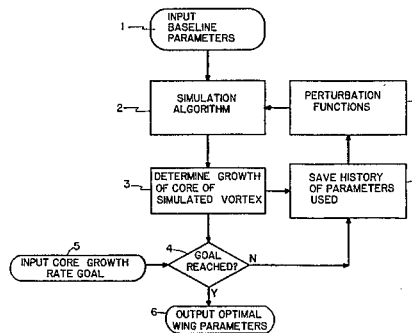 1
INPUT
BASELINE
PARAMETERS
2
SIMULATION
ALGORITHM
PERTURBATION
FUNCTIONS
3
DETERMINE GROWTH
OF CORE OF
SIMULATED VORTEX
SAVE HISTORY
OF PARAMETERS
USED
5
INPUT CORE GROWTH
RATE GOAL
4
GOAL
REACHED?
N
Y
6
OUTPUT OPTIMAL
WING PARAMETERS